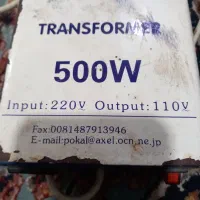 TRANSFORMER
500W
Input:220V Output:110V
Fax:0081487913946
E-mail:pokal@axel.ocn.ne.jp